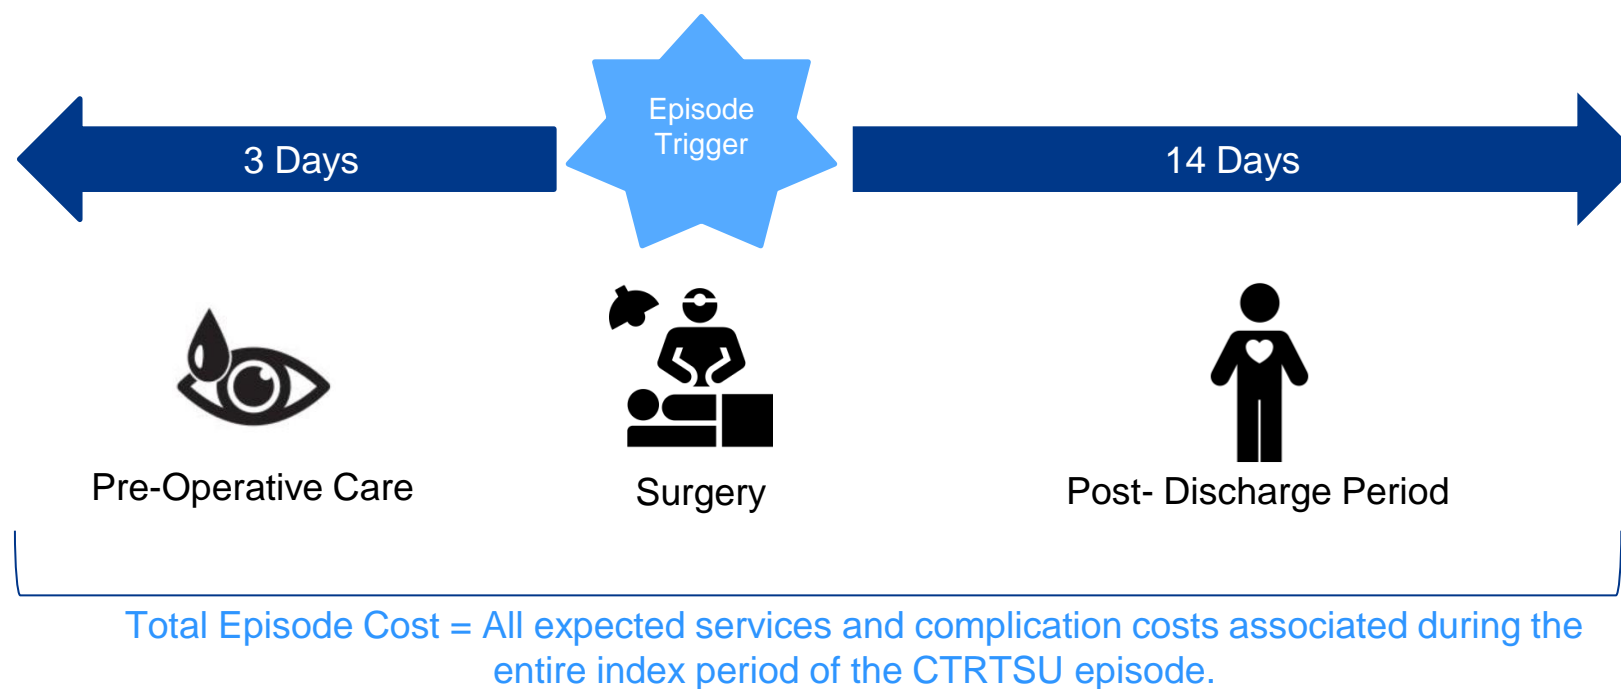 Episode
Trigger
3 Days
14 Days
Pre-Operative Care
Surgery
Post- Discharge Period
Total Episode Cost = All expected services and complication costs associated during the
entire index period of the CTRTSU episode.